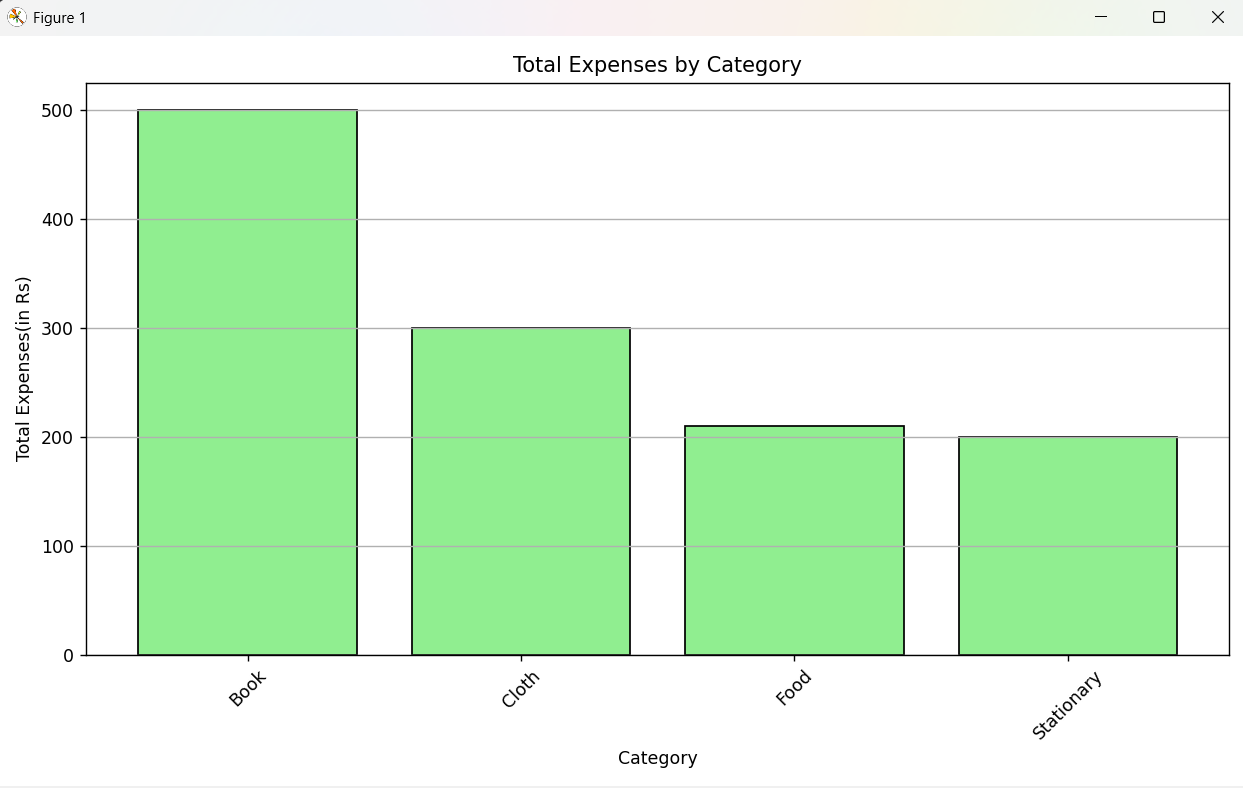 Figure 1
Total Expenses by Category
Total Expenses(in Rs)
500
400
300
200
100
0
Book
Cloth
Food
Stationary
Category